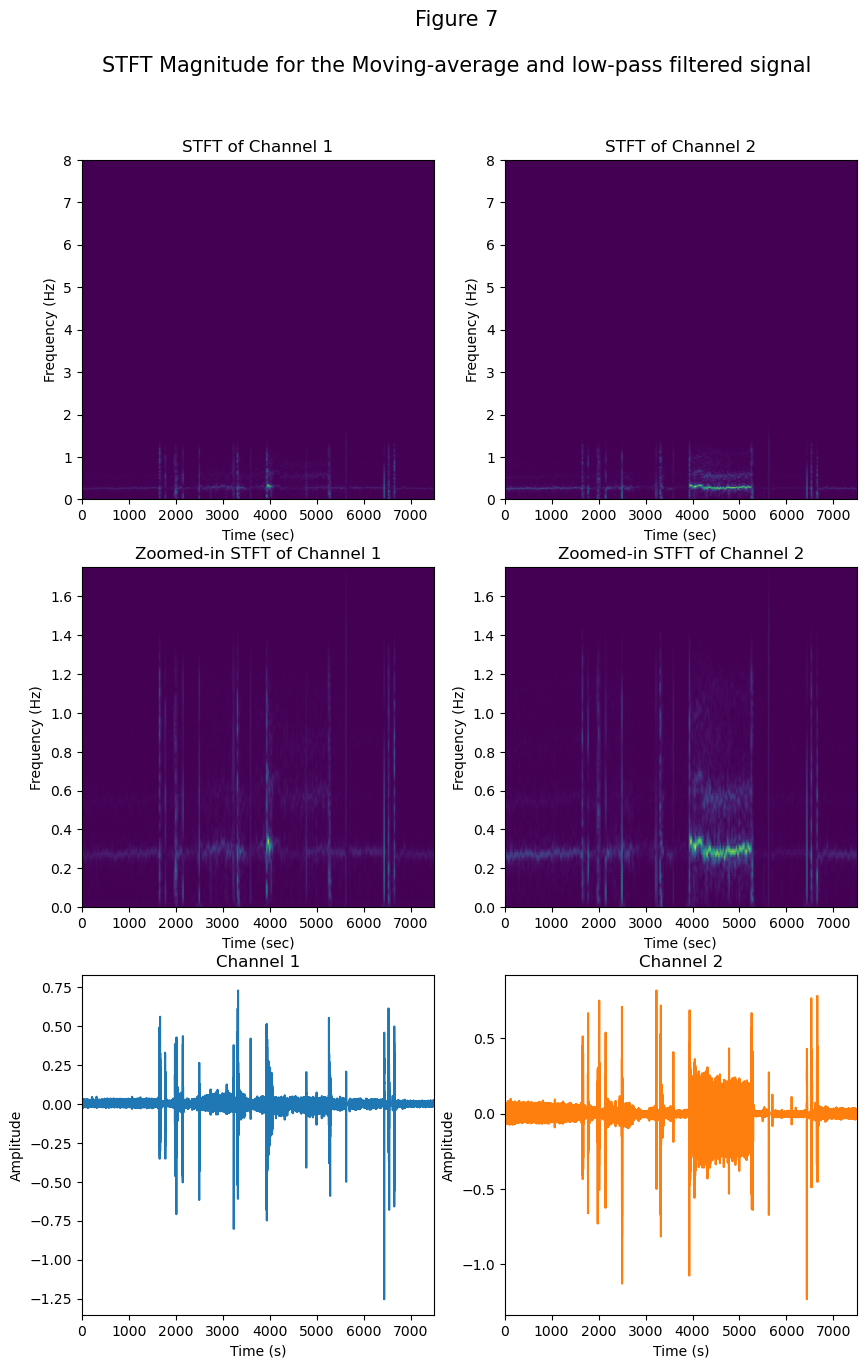 Figure 7
STFT Magnitude for the Moving-average and low-pass filtered signal
STFT of Channel 1
STFT of Channel 2
8
7
6
5
4
3
2
1
0
Frequency (Hz)
0 1000 2000 3000 4000 5000 6000 7000
Time (sec)
8
7
6
5
4
3
2
1
0
Frequency (Hz)
0 1000 2000 3000 4000 5000 6000 7000
Time (sec)
Zoomed-in STFT of Channel 1
Zoomed-in STFT of Channel 2
1.6
1.4
1.2
1.0
0.8
0.6
0.4
0.2
0.0
Frequency (Hz)
0 1000 2000 3000 4000 5000 6000 7000
Time (sec)
1.6
1.4
1.2
1.0
0.8
0.6
0.4
0.2
0.0
Frequency (Hz)
0 1000 2000 3000 4000 5000 6000 7000
Time (sec)
Channel 1
Channel 2
0.75
0.50
0.25
0.00
−0.25
−0.50
−0.75
−1.00
−1.25
Amplitude
0 1000 2000 3000 4000 5000 6000 7000
Time (s)
0.5
0.0
−0.5
−1.0
Amplitude
0 1000 2000 3000 4000 5000 6000 7000
Time (s)